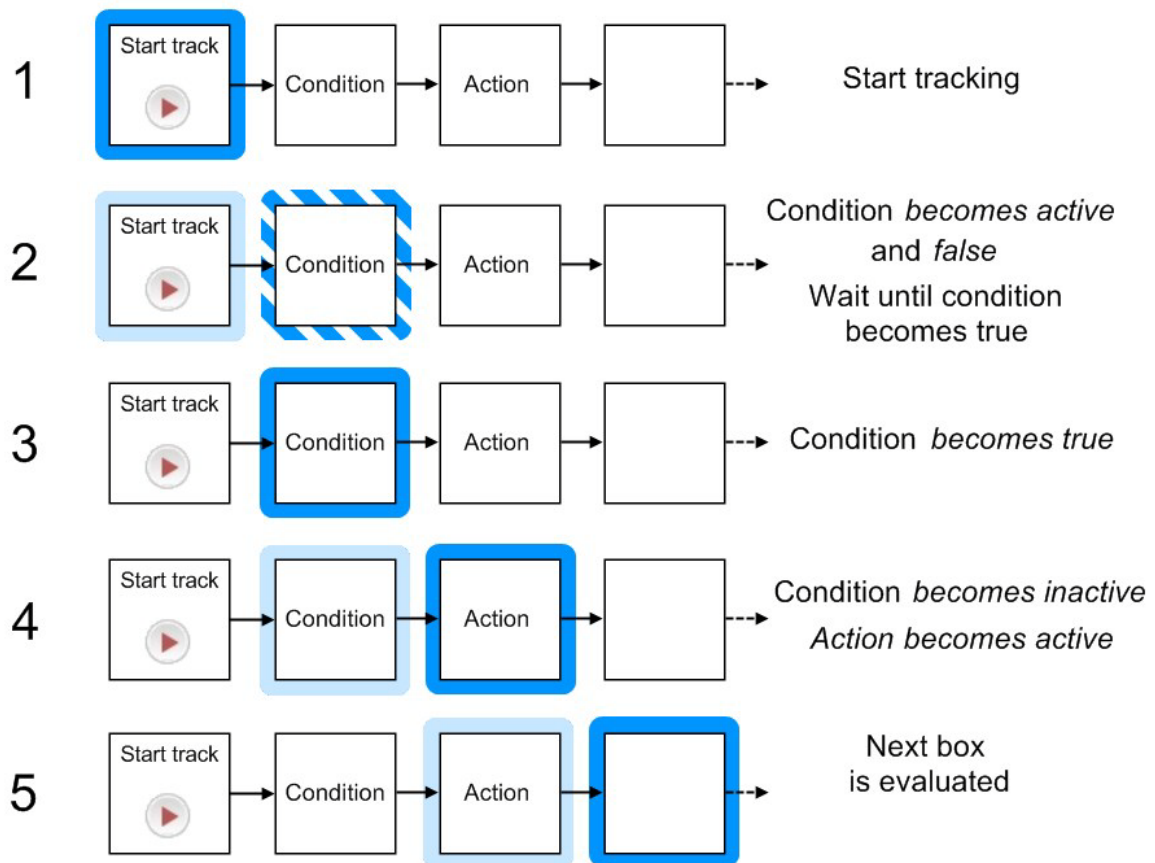 1
Start track
Condition
Action
Start tracking
2
Start track
Condition
Action
Condition becomes active
and false
Wait until condition
becomes true
3
Start track
Condition
Action
Condition becomes true
4
Start track
Condition
Action
Condition becomes inactive
Action becomes active
5
Start track
Condition
Action
Next box
is evaluated